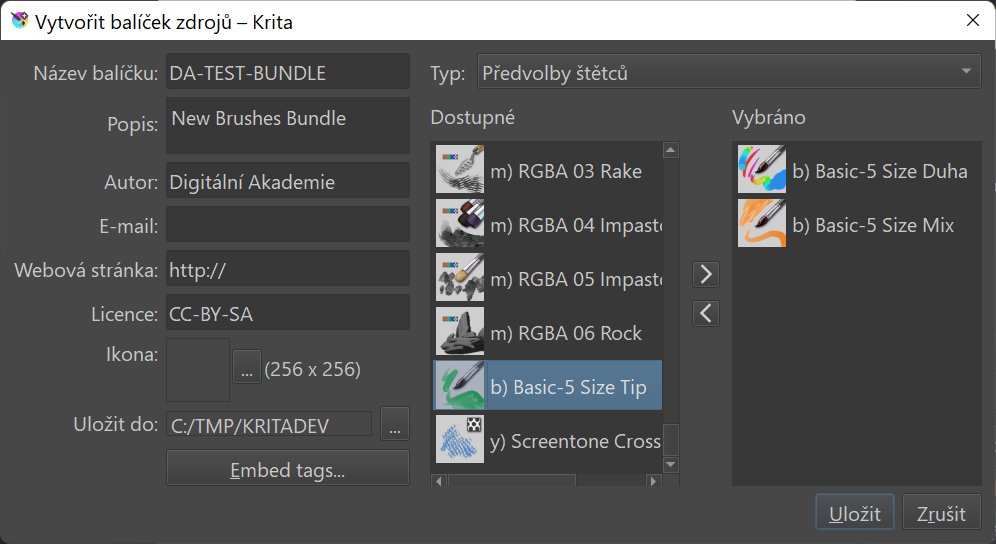 Vytvořit balíček zdrojů – Krita
Název balíčku: DA-TEST-BUNDLE
Popis: New Brushes Bundle
Autor: Digitální Akademie
E-mail:
Webová stránka: http://
Licence: CC-BY-SA
Ikona:
... (256 x 256)
Uložit do: C:/TMP/KRITADEV ...
Embed tags...
Typ: Předvolby štětců
Dostupné
m) RGBA 03 Rake
m) RGBA 04 Impasto
m) RGBA 05 Impasto
m) RGBA 06 Rock
b) Basic-5 Size Tip
y) Screentone Cross
Vybráno
b) Basic-5 Size Duha
b) Basic-5 Size Mix
Uložit Zrušit